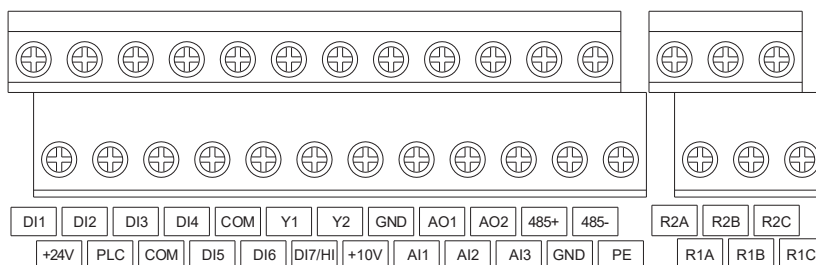 DI1 DI2 DI3 DI4 COM Y1 Y2 GND AO1 AO2 485+ 485- R2A R2B R2C
+24V PLC COM DI5 DI6 DI7/HI +10V AI1 AI2 AI3 GND PE R1A R1B R1C